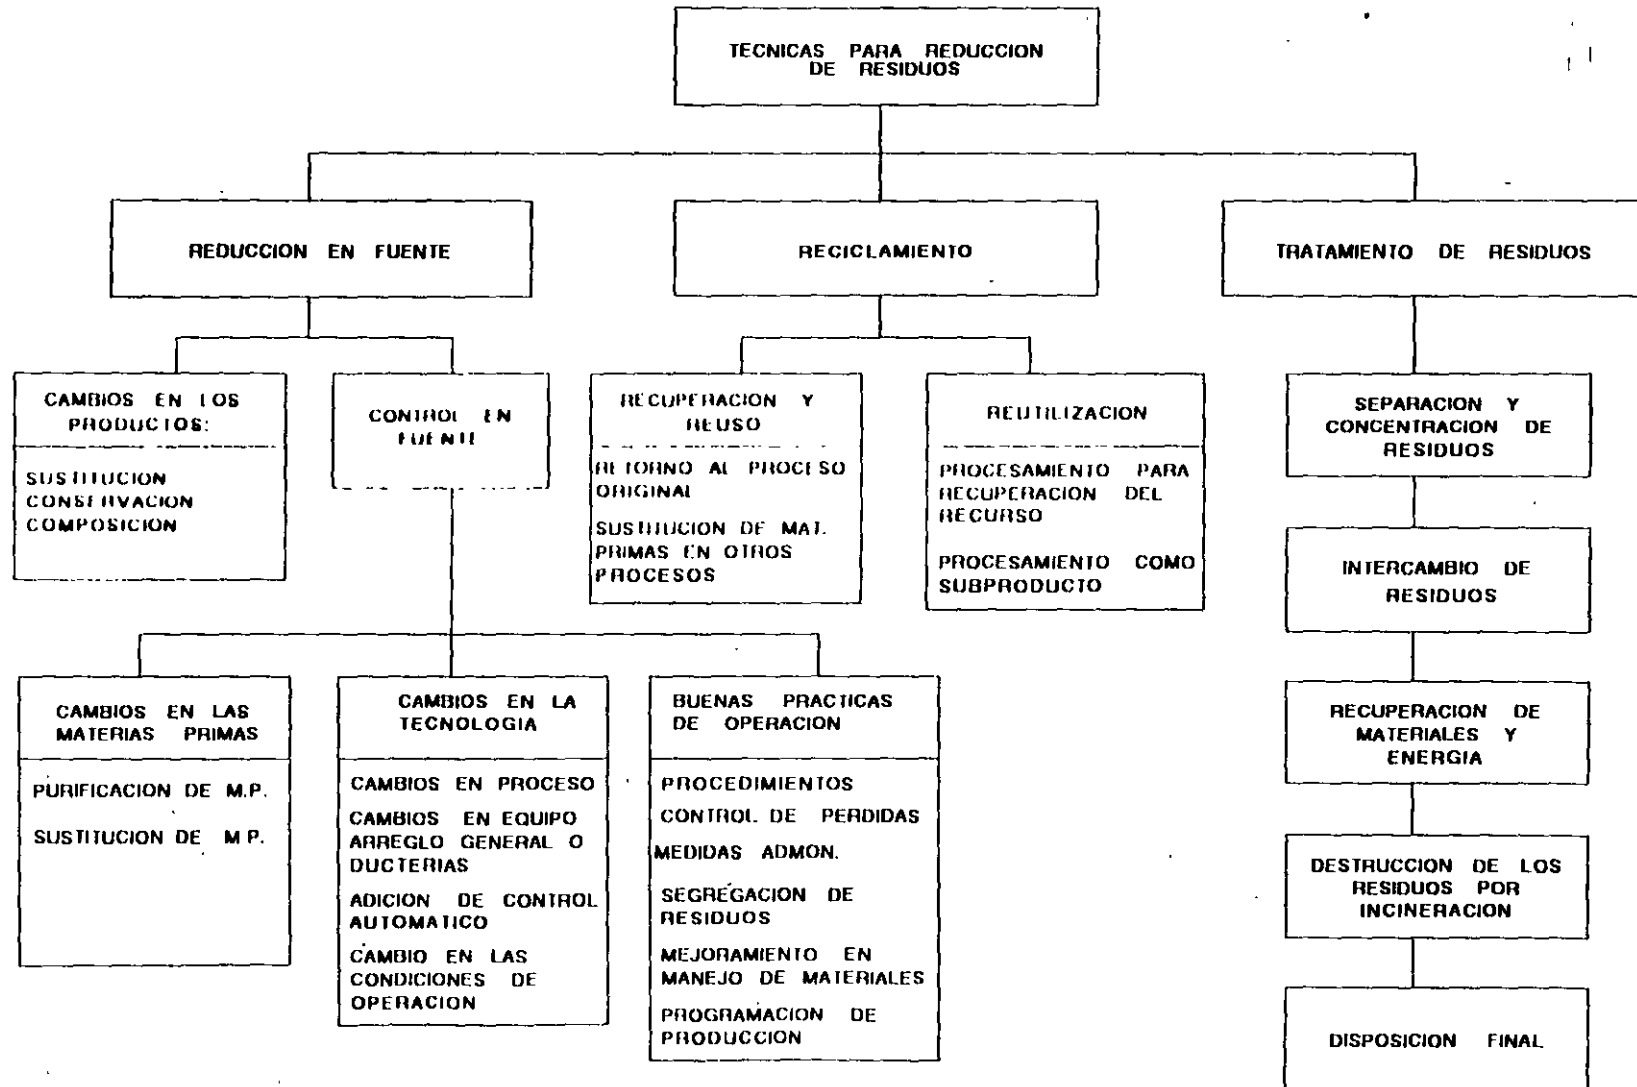 TECNICAS PARA REDUCCION
DE RESIDUOS
REDUCCION EN FUENTE
RECICLAMIENTO
TRATAMIENTO DE RESIDUOS
CAMBIOS EN LOS
PRODUCTOS:
SUSTITUCION
CONSERVACION
COMPOSICION
CONTROL EN
FUENTE
RECUPERACION Y
REUSO
RETORNO AL PROCESO
ORIGINAL
SUSTITUCION DE MAT.
PRIMAS EN OTROS
PROCESOS
REUTILIZACION
PROCESAMIENTO PARA
RECUPERACION DEL
RECURSO
PROCESAMIENTO COMO
SUBPRODUCTO
SEPARACION Y
CONCENTRACION DE
RESIDUOS
INTERCAMBIO DE
RESIDUOS
RECUPERACION DE
MATERIALES Y
ENERGIA
DESTRUCCION DE LOS
RESIDUOS POR
INCINERACION
DISPOSICION FINAL
CAMBIOS EN LAS
MATERIAS PRIMAS
PURIFICACION DE M.P.
SUSTITUCION DE M P.
CAMBIOS EN LA
TECNOLOGIA
CAMBIOS EN PROCESO
CAMBIOS EN EQUIPO
ARREGLO GENERAL O
DUCTERIAS
ADICION DE CONTROL
AUTOMATICO
CAMBIO EN LAS
CONDICIONES DE
OPERACION
BUENAS PRACTICAS
DE OPERACION
PROCEDIMIENTOS
CONTROL DE PERDIDAS
MEDIDAS ADMON.
SEGREGACION DE
RESIDUOS
MEJORAMIENTO EN
MANEJO DE MATERIALES
PROGRAMACION DE
PRODUCCION